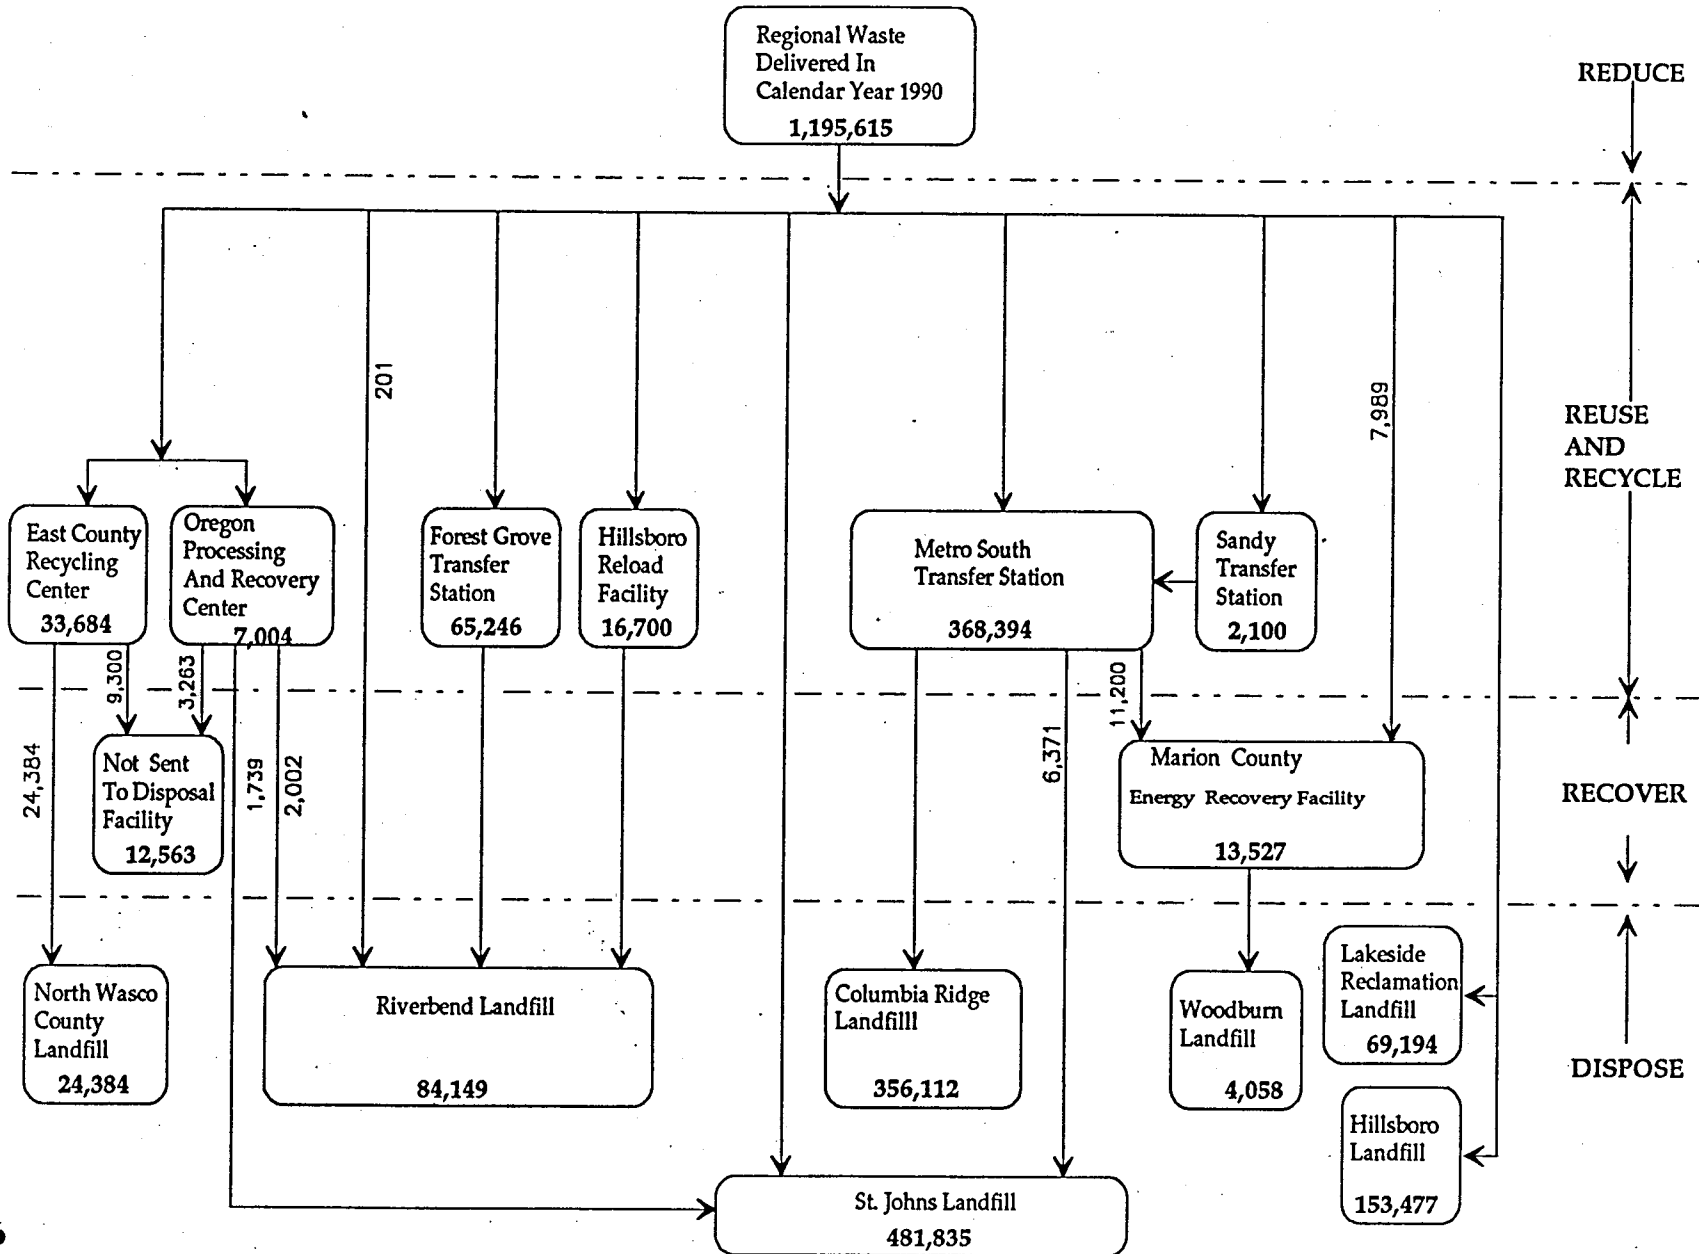 Regional Waste
Delivered In
Calendar Year 1990
1,195,615
REDUCE
201
7,989
REUSE
AND
RECYCLE
East County
Recycling
Center
33,684
Oregon
Processing
And Recovery
Center
7,004
Forest Grove
Transfer
Station
65,246
Hillsboro
Reload
Facility
16,700
Metro South
Transfer Station
368,394
Sandy
Transfer
Station
2,100
9,300
3,263
11,200
24,384
1,739
2,002
6,371
Not Sent
To Disposal
Facility
12,563
Marion County
Energy Recovery Facility
13,527
RECOVER
North Wasco
County
Landfill
24,384
Riverbend Landfill
84,149
Columbia Ridge
Landfilll
356,112
Woodburn
Landfill
4,058
Lakeside
Reclamation
Landfill
69,194
DISPOSE
Hillsboro
Landfill
153,477
St. Johns Landfill
481,835